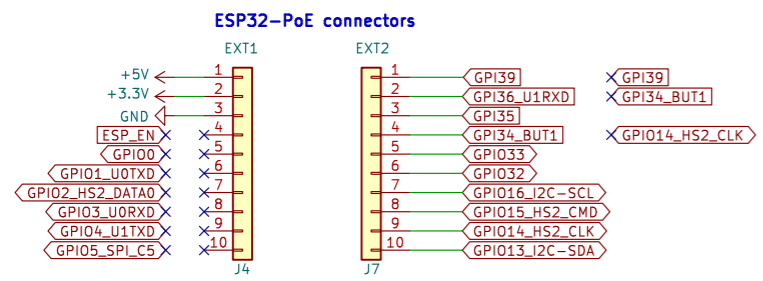 ESP32-PoE connectors
EXT1 EXT2
+5V 1 1 GPI39 GPI39
+3.3V 2 2 GPI36_U1RXD GPI34_BUT1
GND 3 3 GPI35
ESP_EN 4 4 GPI34_BUT1 GPIO14_HS2_CLK
GPIO0 5 5 GPIO33
GPIO1_U0TXD 6 6 GPIO32
GPIO2_HS2_DATA0 7 7 GPIO16_I2C-SCL
GPIO3_U0RXD 8 8 GPIO15_HS2_CMD
GPIO4_U1TXD 9 9 GPIO14_HS2_CLK
GPIO5_SPI_C5 10 10 GPIO13_I2C-SDA
J4 J7